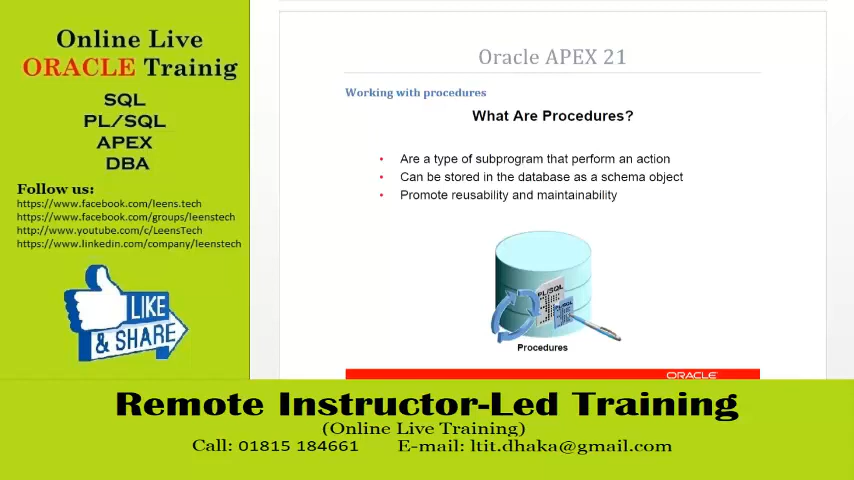 Online Live
ORACLE Trainig
SQL
PL/SQL
APEX
DBA
Follow us:
https://www.facebook.com/leens.tech
https://www.facebook.com/groups/leenstech
http://www.youtube.com/c/LeensTech
https://www.linkedin.com/company/leenstech
LIKE
& SHARE
Oracle APEX 21
Working with procedures
What Are Procedures?
• Are a type of subprogram that perform an action
• Can be stored in the database as a schema object
• Promote reusability and maintainability
PL/SQL
PL/SQL
Procedures
ORACLE
Remote Instructor-Led Training
(Online Live Training)
Call: 01815 184661 E-mail: ltit.dhaka@gmail.com